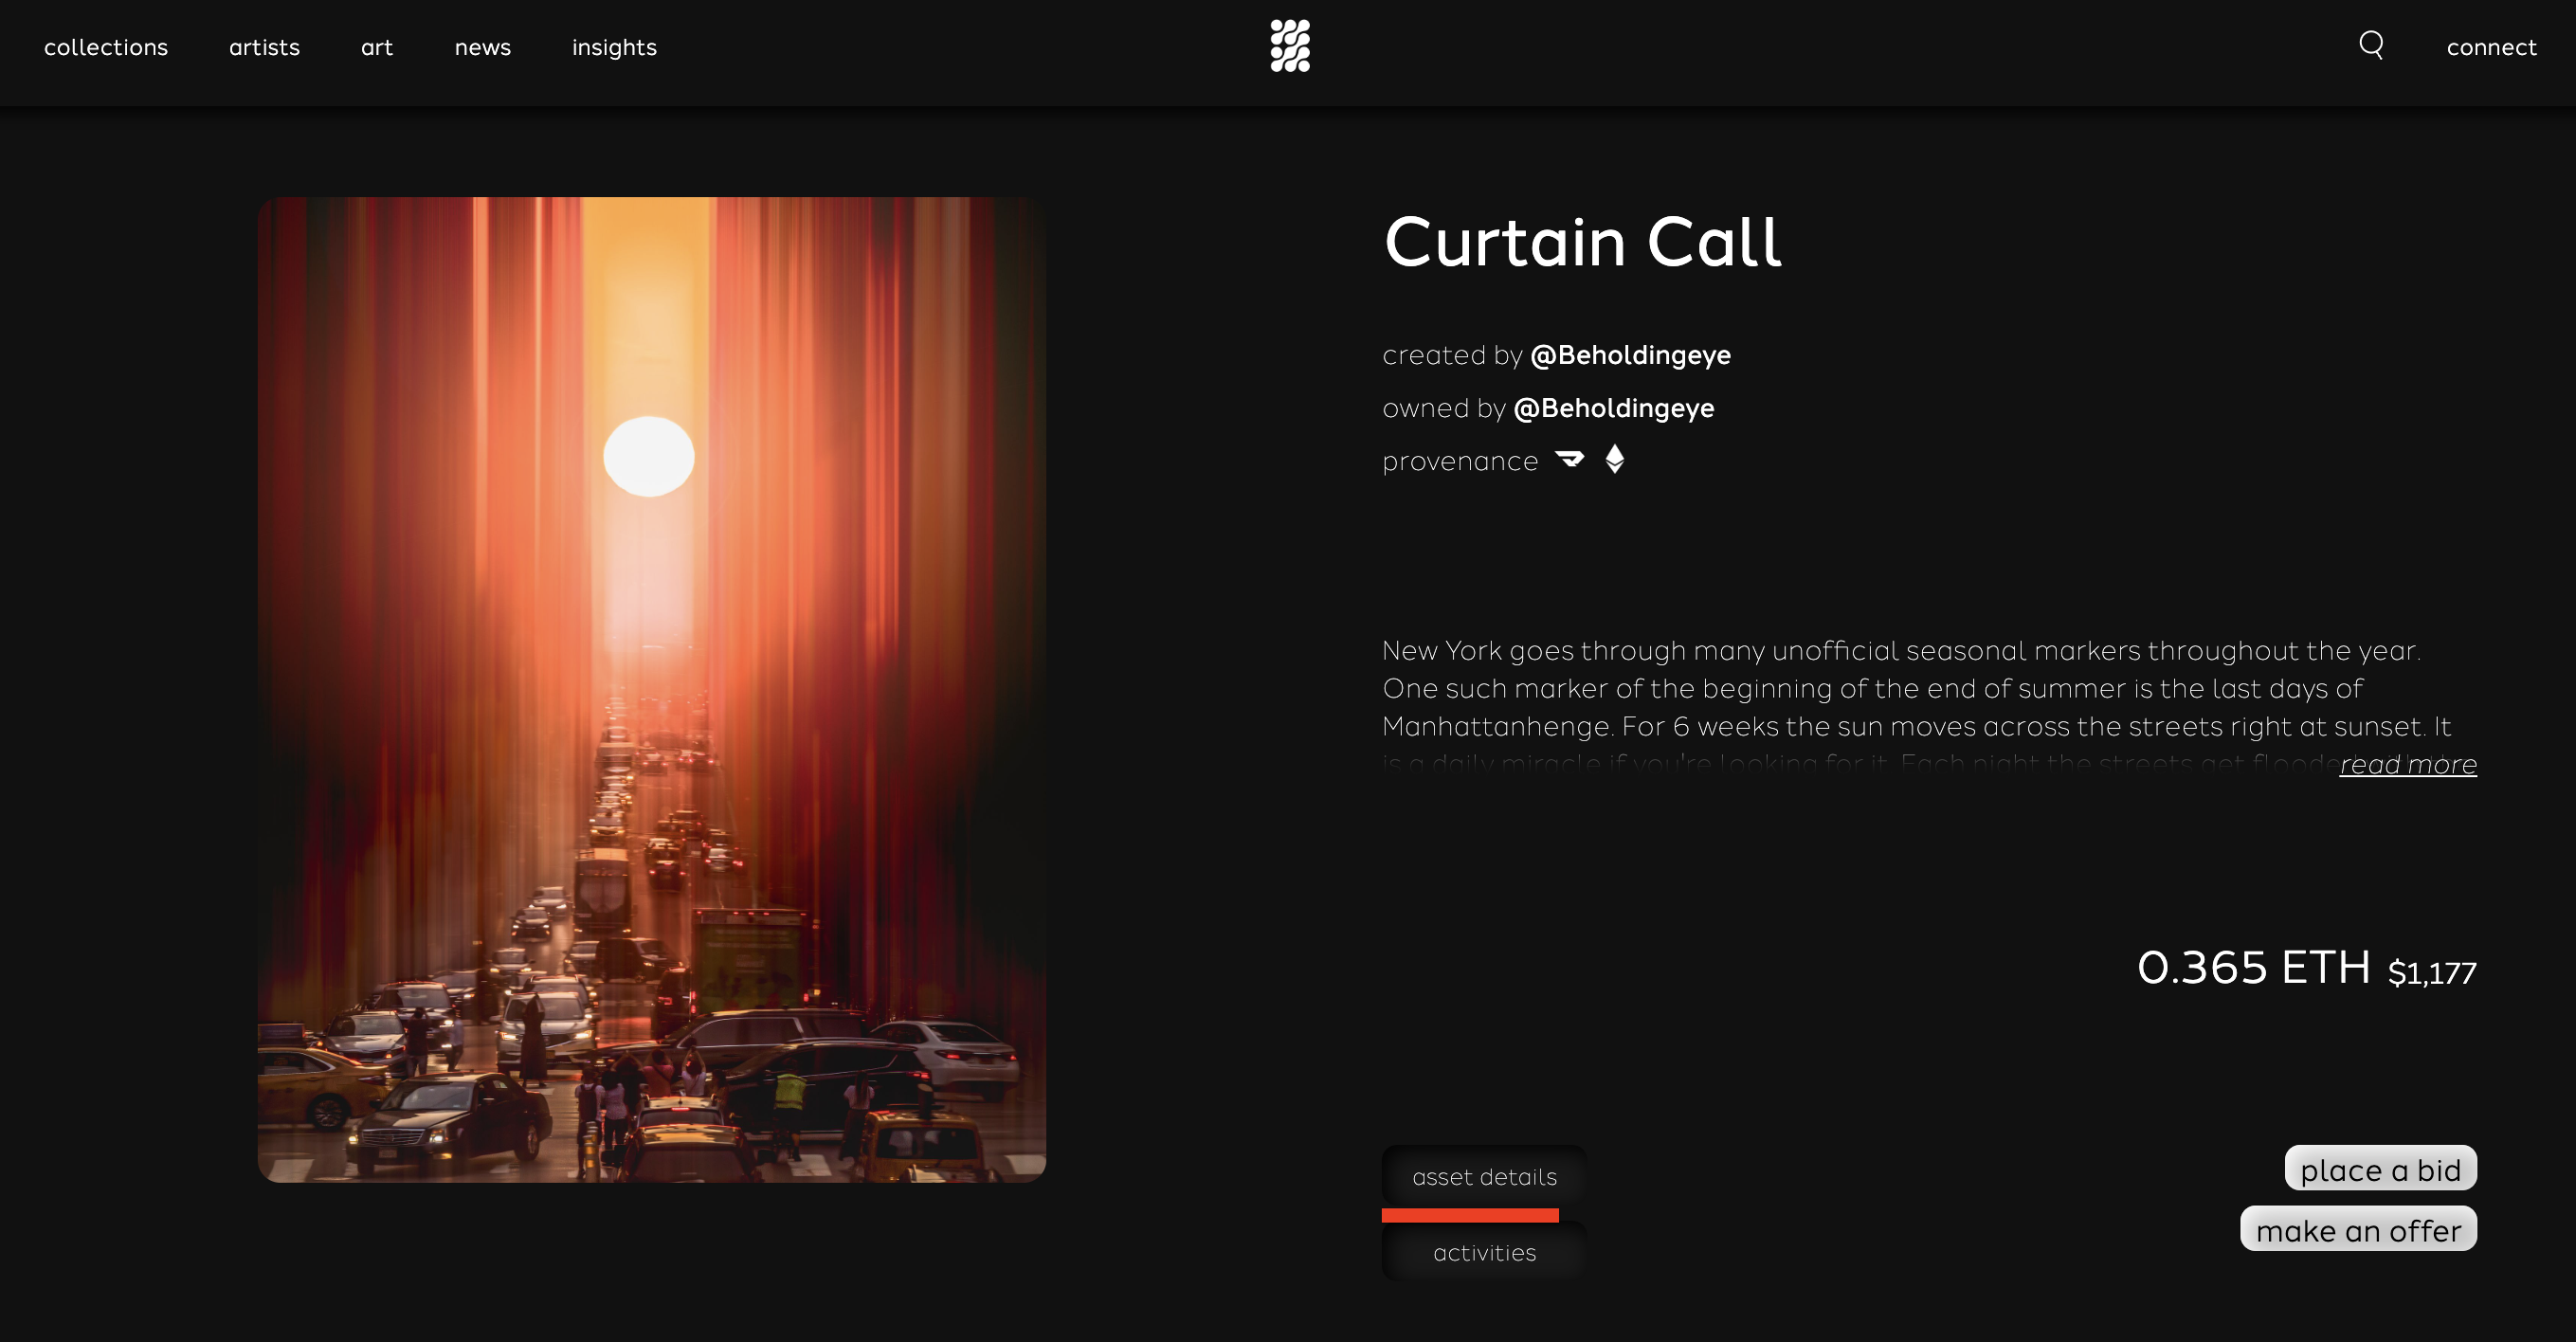 collections artists art news insights connect
Curtain Call
created by @Beholdingeye
owned by @Beholdingeye
provenance
New York goes through many unofficial seasonal markers throughout the year.
One such marker of the beginning of the end of summer is the last days of
Manhattanhenge. For 6 weeks the sun moves across the streets right at sunset. It
is a daily miracle if you're looking for it. Each night the streets get flooded read more
0.365 ETH $1,177
asset details
place a bid
make an offer
activities